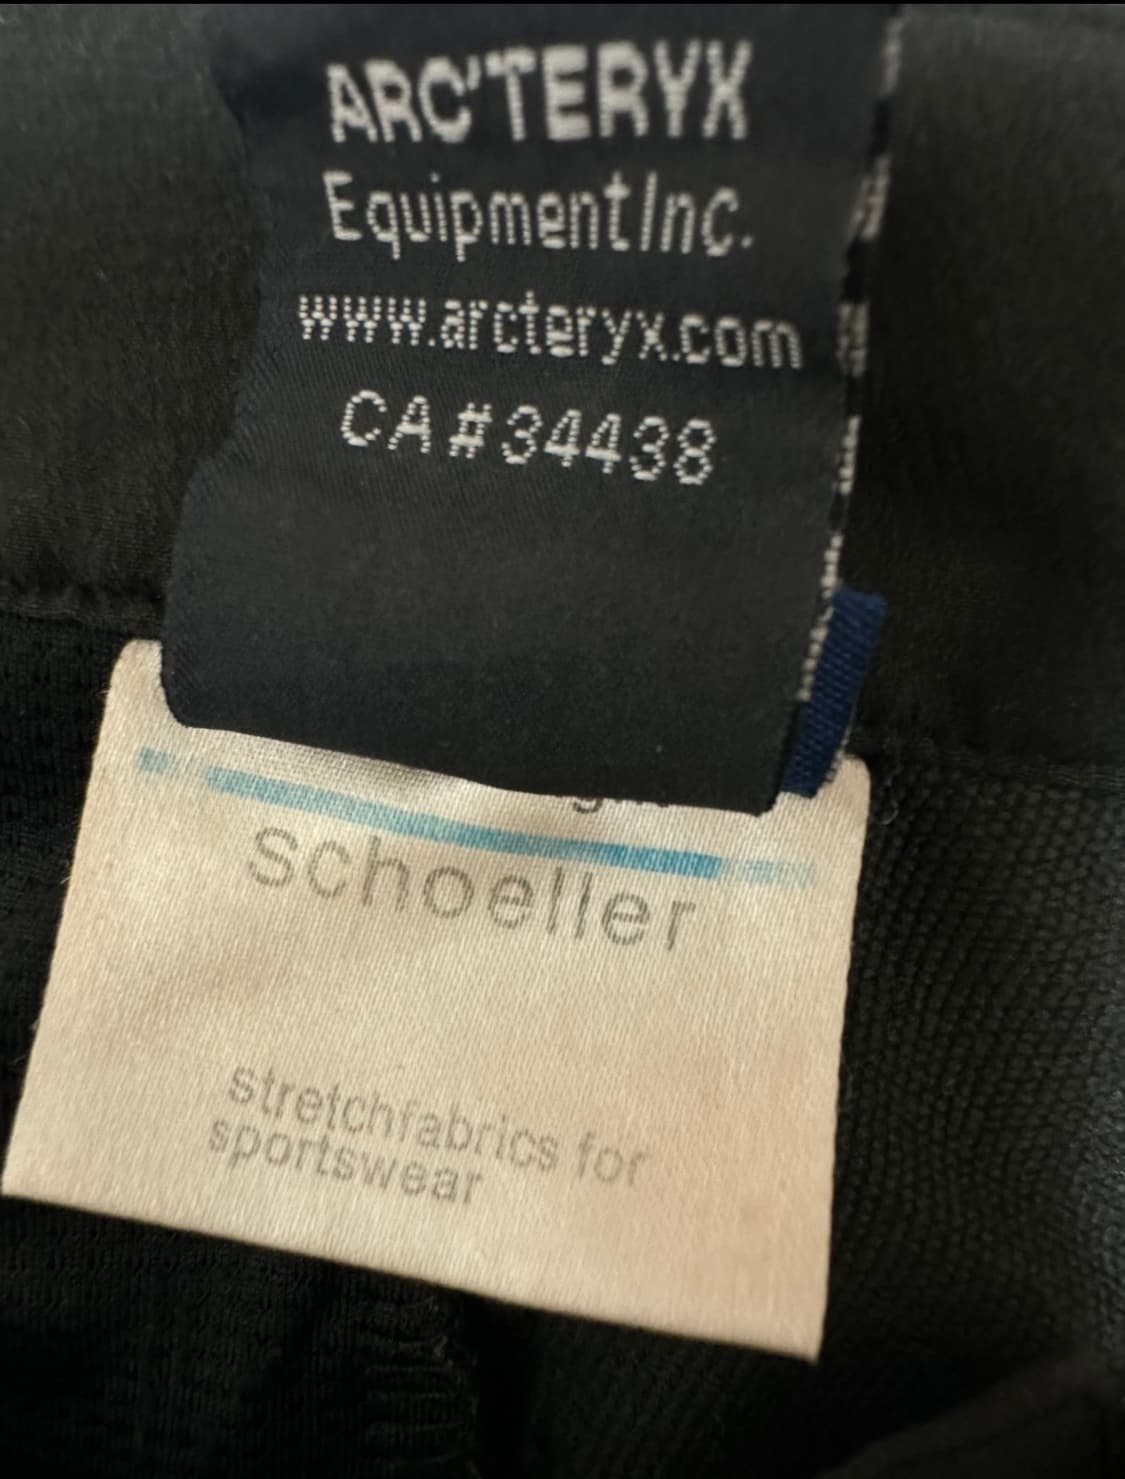 ARC'TERYX
Equipment Inc.
www.arcteryx.com
CA#34438
schoeller
stretchfabrics for
sportswear